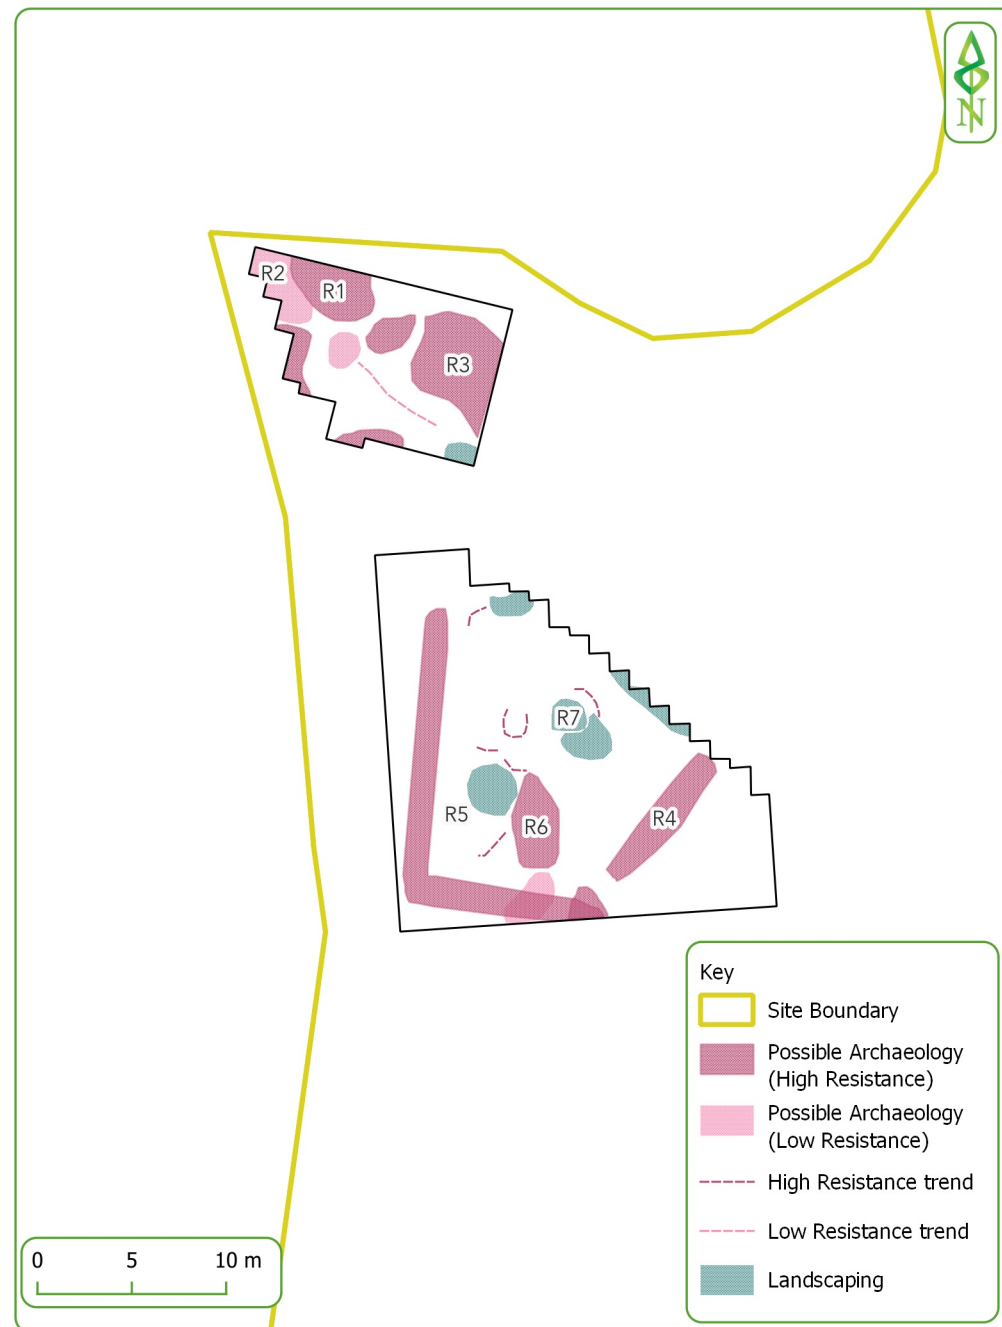 N
R2
R1
R3
R7
R5
R6
R4
Key
Site Boundary
Possible Archaeology
(High Resistance)
Possible Archaeology
(Low Resistance)
High Resistance trend
Low Resistance trend
Landscaping
0 5 10 m